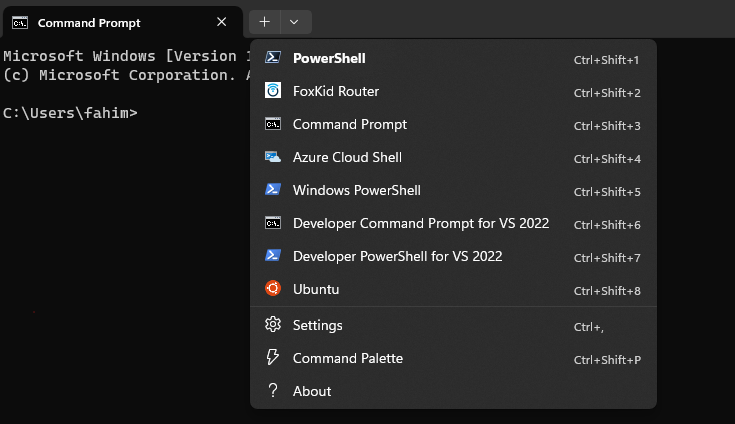 Command Prompt
Microsoft Windows [Version
(c) Microsoft Corporation.
C:\Users\fahim>
PowerShell Ctrl+Shift+1
FoxKid Router Ctrl+Shift+2
Command Prompt Ctrl+Shift+3
Azure Cloud Shell Ctrl+Shift+4
Windows PowerShell Ctrl+Shift+5
Developer Command Prompt for VS 2022 Ctrl+Shift+6
Developer PowerShell for VS 2022 Ctrl+Shift+7
Ubuntu Ctrl+Shift+8
Settings Ctrl+,
Command Palette Ctrl+Shift+P
About